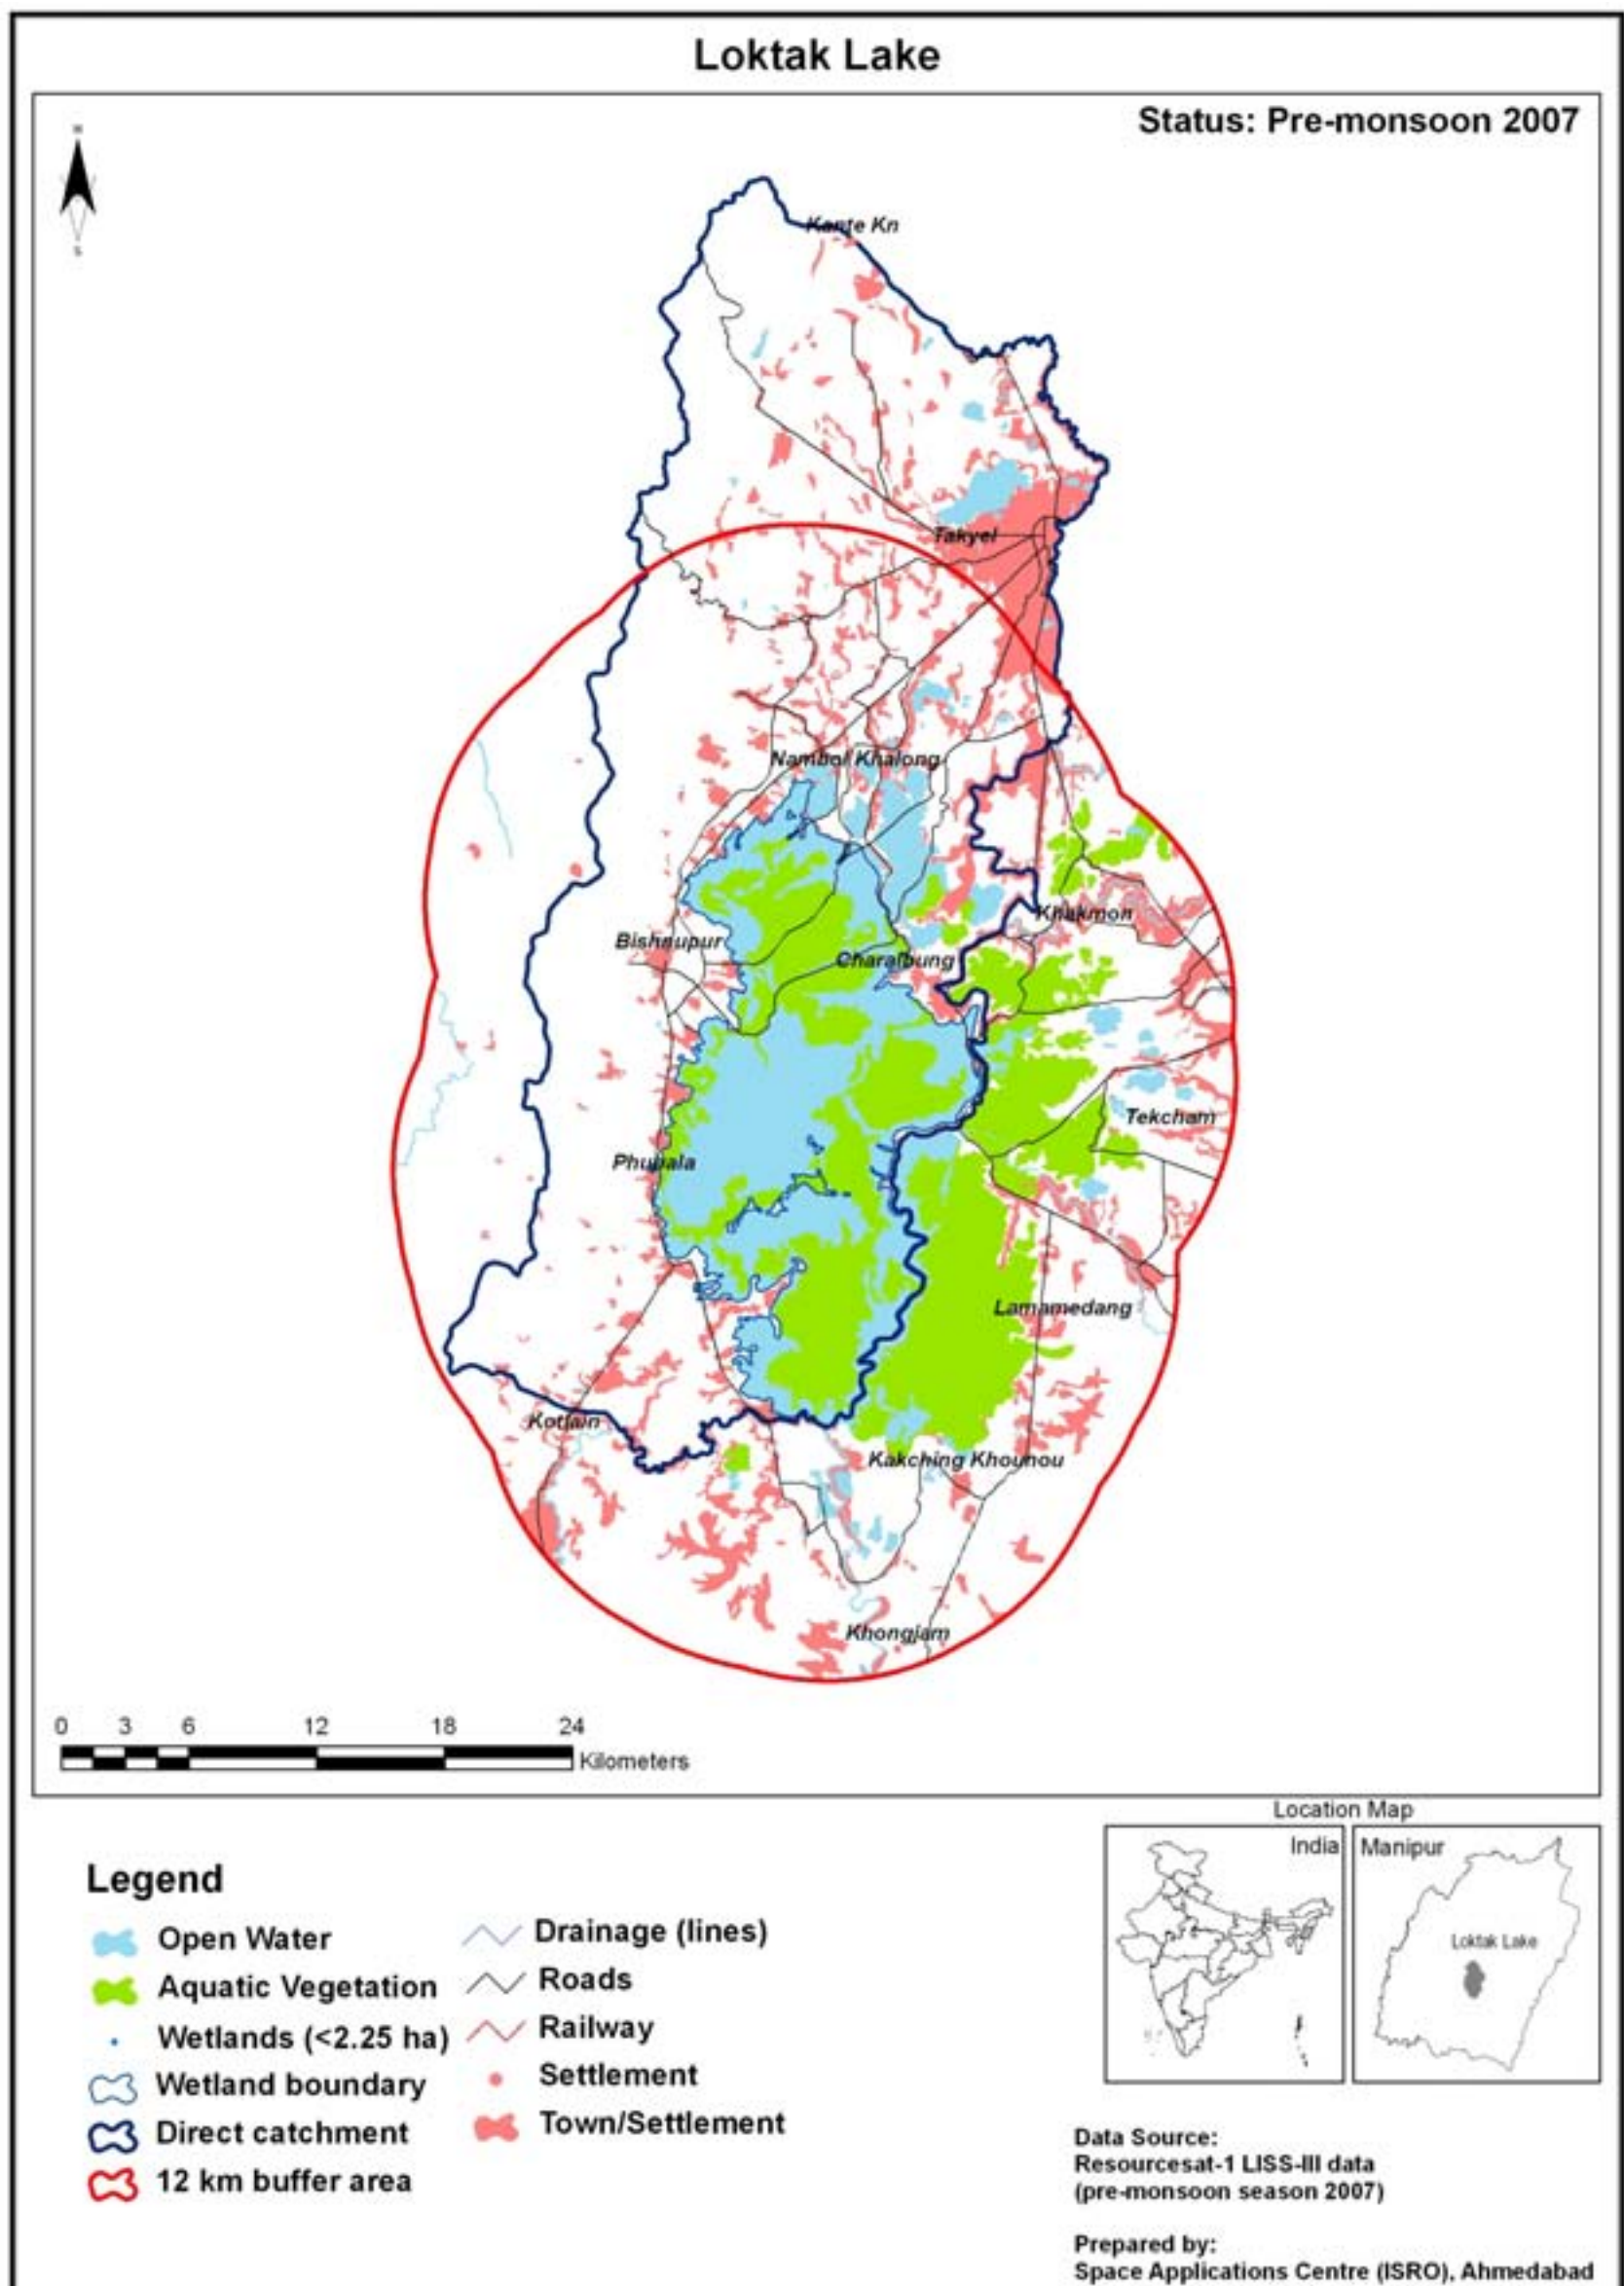 Loktak Lake
Status: Pre-monsoon 2007
N
S
Kante Kn
Takyel
Nambol Khalong
Khakmon
Bishnupur
Charaibung
Tekcham
Phubala
Lamamedang
Kotlain
Kakching Khounou
Khongjam
0 3 6 12 18 24
Kilometers
Location Map
India
Manipur
Loktak Lake
Legend
Open Water
Aquatic Vegetation
Wetlands (<2.25 ha)
Wetland boundary
Direct catchment
12 km buffer area
Drainage (lines)
Roads
Railway
Settlement
Town/Settlement
Data Source:
Resourcesat-1 LISS-III data
(pre-monsoon season 2007)
Prepared by:
Space Applications Centre (ISRO), Ahmedabad